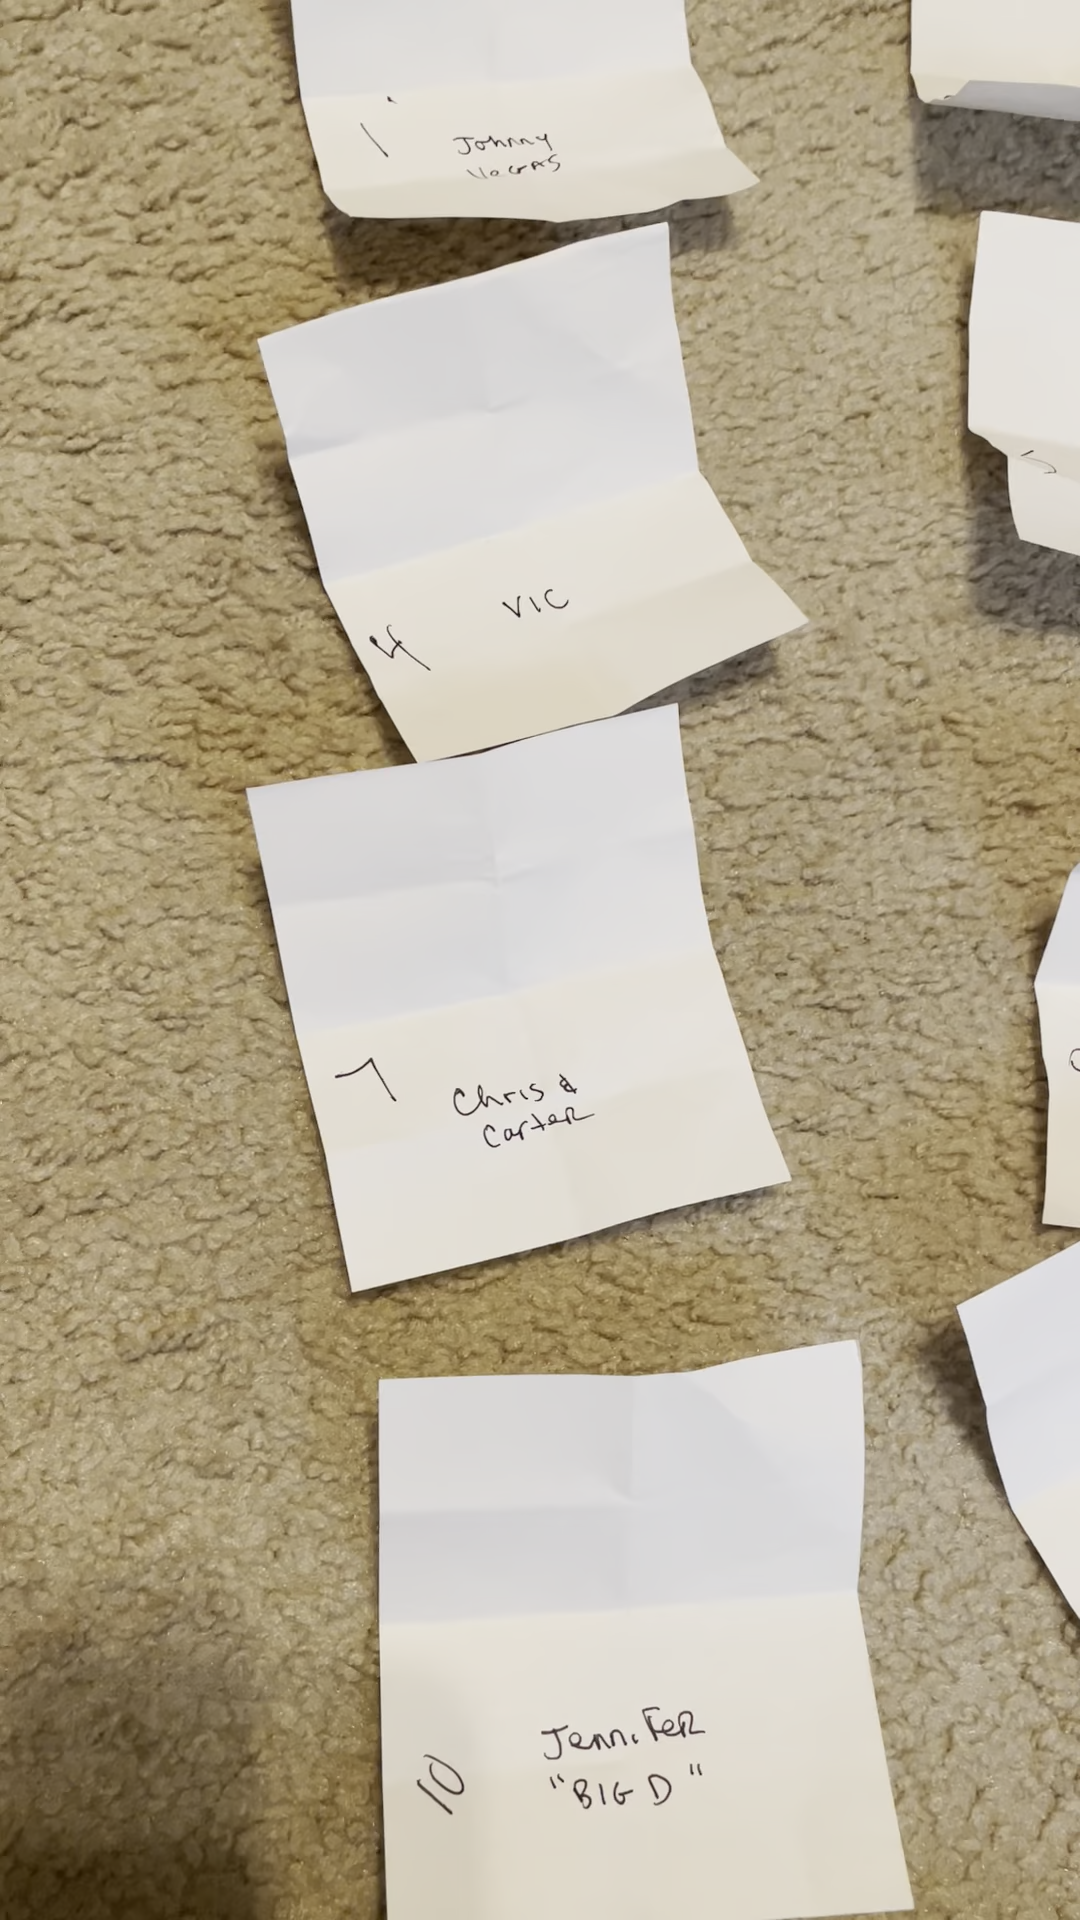 1 Johnny
VEGAS
4 VIC
7 Chris &
Carter
10 Jennifer
"BIG D"